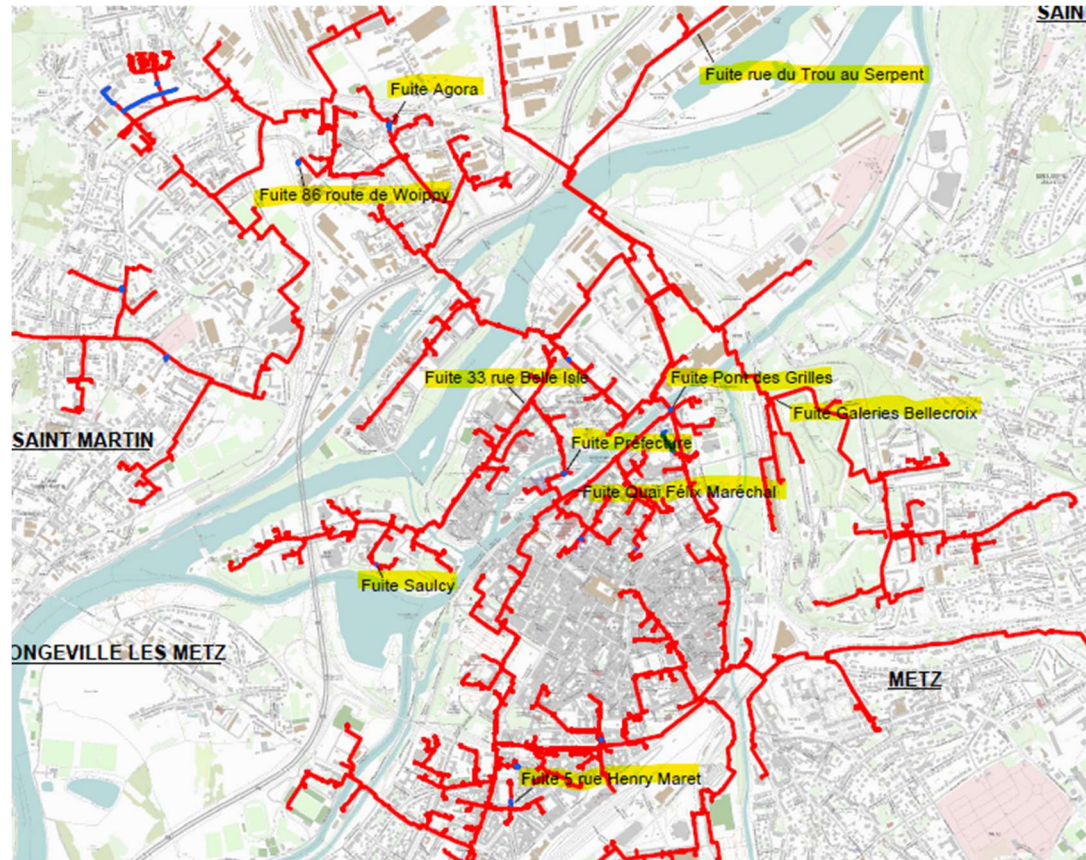 SAIN
Fuite rue du Trou au Serpent
Fuite Agora
Fuite 86 route de Woippy
Fuite 33 rue Belle Isle
Fuite Pont des Grilles
Fuite Galeries Bellecroix
SAINT MARTIN
Fuite Préfecture
Fuite Quai Félix Maréchal
Fuite Saulcy
ONGEVILLE LES METZ
METZ
Fuite 5 rue Henry Maret